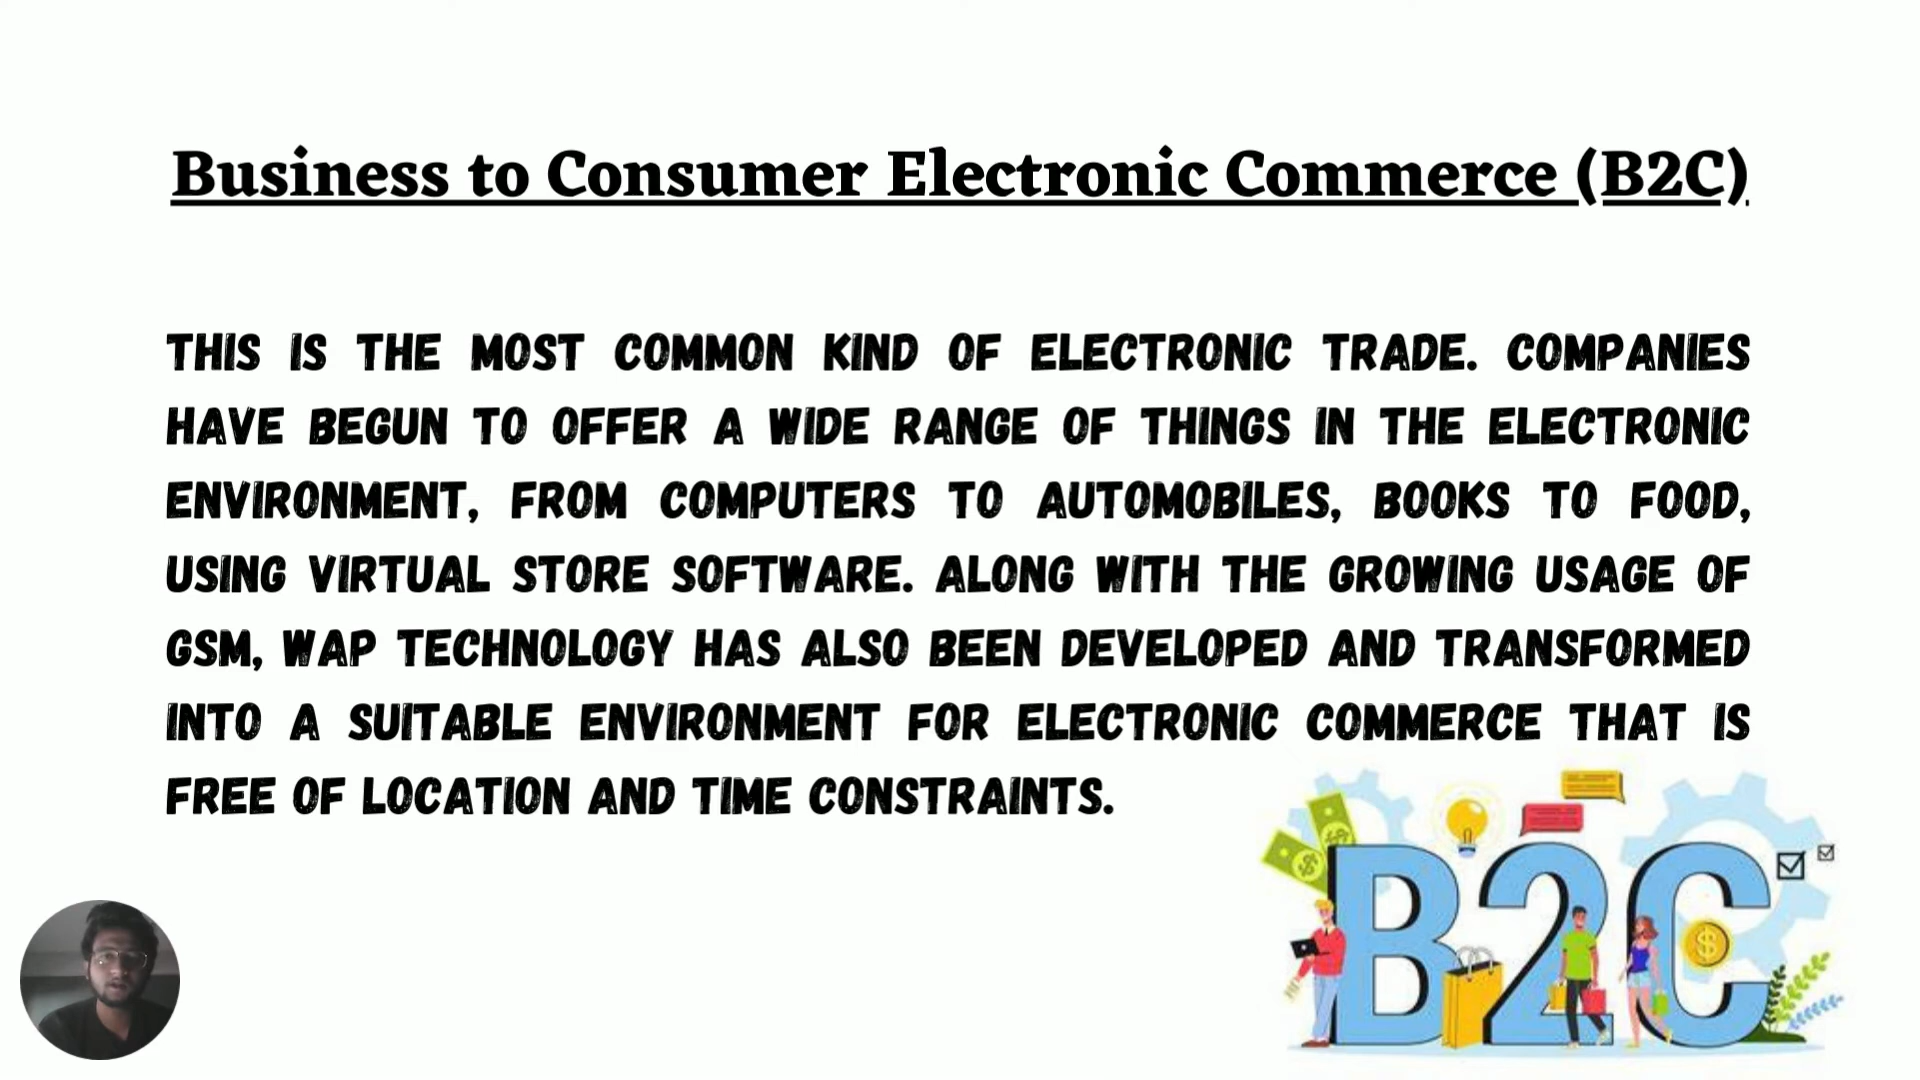 Business to Consumer Electronic Commerce (B2C)
THIS IS THE MOST COMMON KIND OF ELECTRONIC TRADE. COMPANIES
HAVE BEGUN TO OFFER A WIDE RANGE OF THINGS IN THE ELECTRONIC
ENVIRONMENT, FROM COMPUTERS TO AUTOMOBILES, BOOKS TO FOOD,
USING VIRTUAL STORE SOFTWARE. ALONG WITH THE GROWING USAGE OF
GSM, WAP TECHNOLOGY HAS ALSO BEEN DEVELOPED AND TRANSFORMED
INTO A SUITABLE ENVIRONMENT FOR ELECTRONIC COMMERCE THAT IS
FREE OF LOCATION AND TIME CONSTRAINTS.
B2C